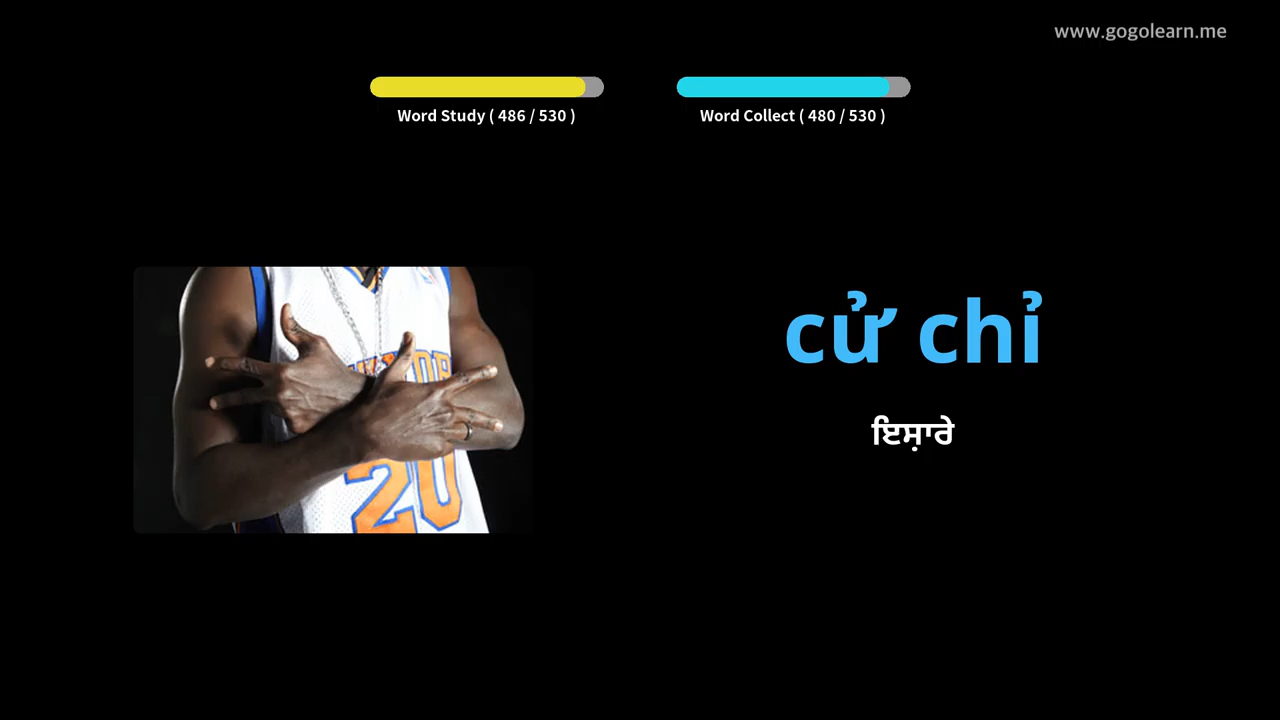 www.gogolearn.me
Word Study ( 486 / 530 )
Word Collect ( 480 / 530 )
cử chỉ
ਇਸ਼ਾਰੇ
20